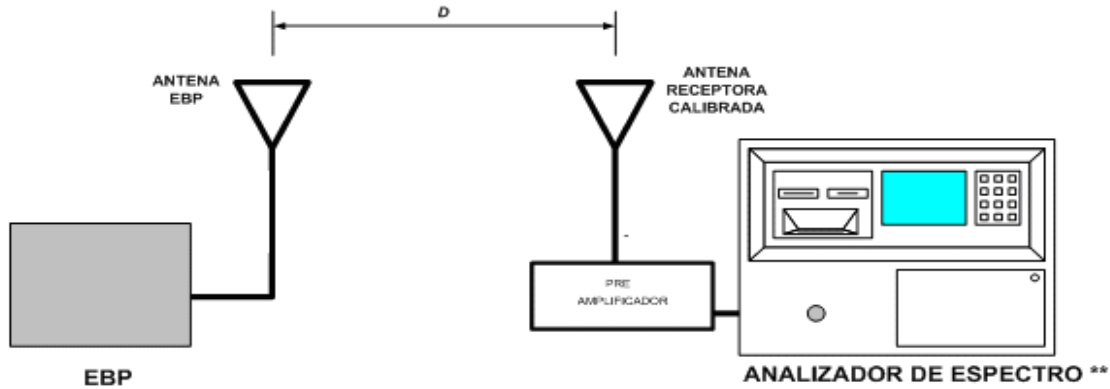 D
ANTENA
EBP
ANTENA
RECEPTORA
CALIBRADA
PRE
AMPLIFICADOR
EBP
ANALIZADOR DE ESPECTRO **